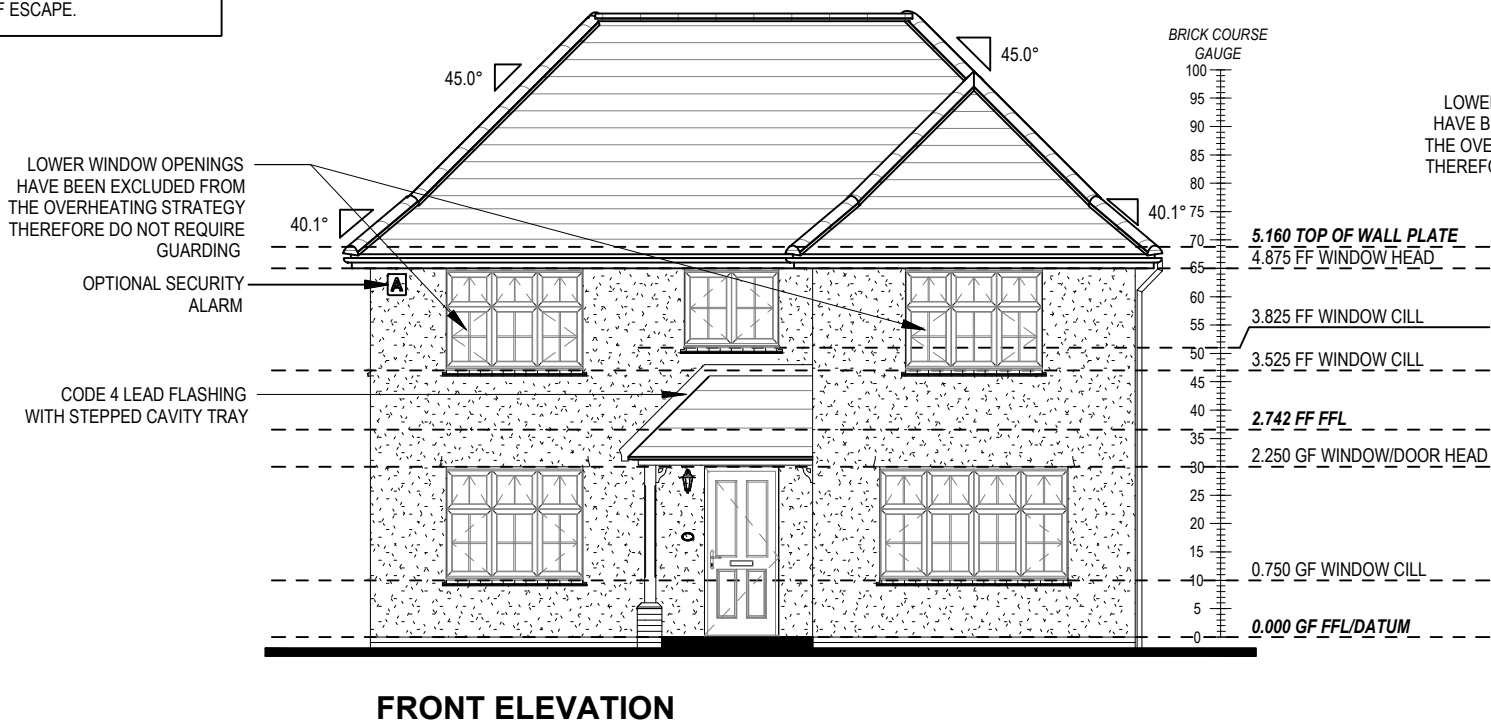 F ESCAPE.
45.0°
45.0°
BRICK COURSE
GAUGE
100
95
90
85
80
75
70
65
60
55
50
45
40
35
30
25
20
15
10
5
0
LOWER WINDOW OPENINGS
HAVE BEEN EXCLUDED FROM
THE OVERHEATING STRATEGY
THEREFORE DO NOT REQUIRE
GUARDING
40.1°
40.1°
OPTIONAL SECURITY
ALARM
A
CODE 4 LEAD FLASHING
WITH STEPPED CAVITY TRAY
LOWE
HAVE B
THE OVE
THEREFO
5.160 TOP OF WALL PLATE
4.875 FF WINDOW HEAD
3.825 FF WINDOW CILL
3.525 FF WINDOW CILL
2.742 FF FFL
2.250 GF WINDOW/DOOR HEAD
0.750 GF WINDOW CILL
0.000 GF FFL/DATUM
FRONT ELEVATION